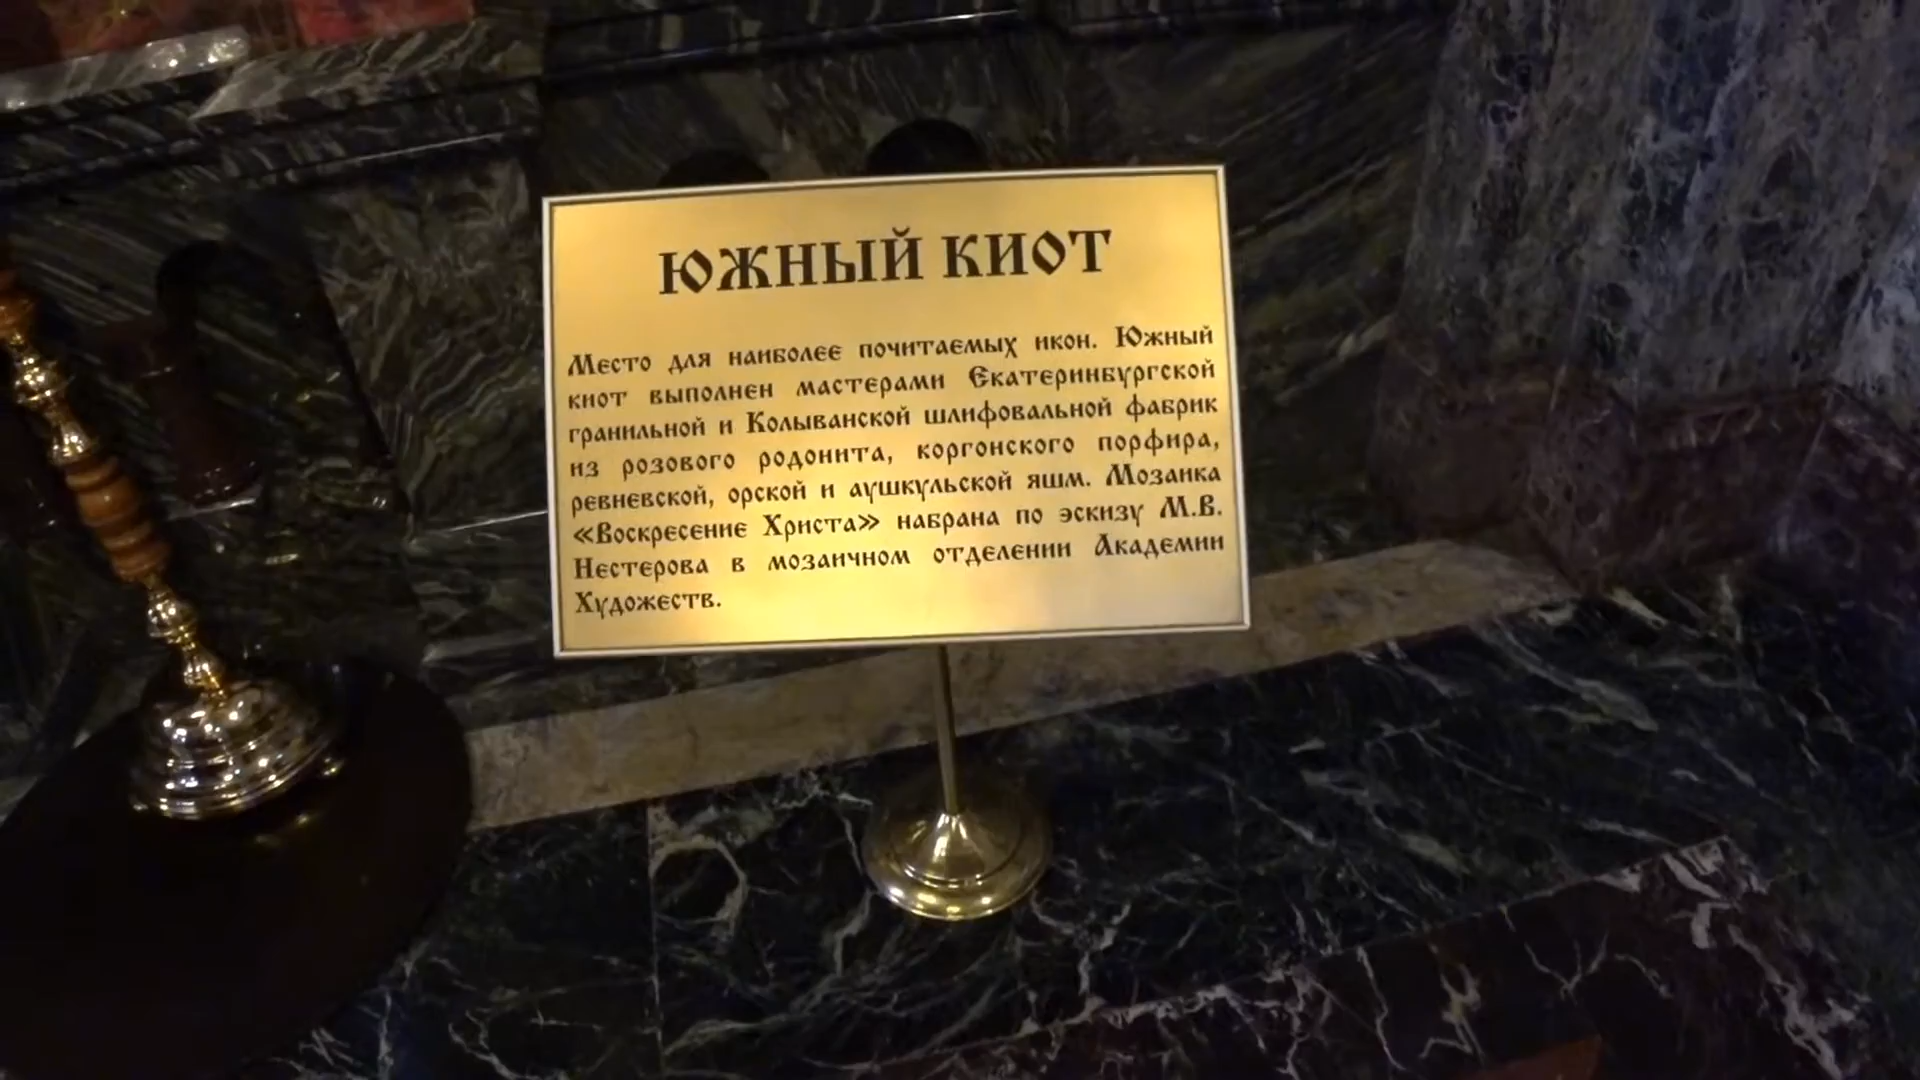 ЮЖНЫЙ КИОТ
Место для наиболее почитаемых икон. Южный
киот выполнен мастерами Екатеринбургской
гранильной и Колыванской шлифовальной фабрик
из розового родонита, коргонского порфира,
ревневской, орской и аушкульской яшм. Мозаика
«Воскресение Христа» набрана по эскизу М.В.
Нестерова в мозаичном отделении Академии
Художеств.